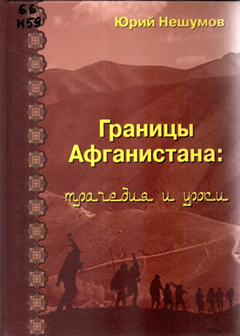 66
Н59
Юрий Нешумов
Границы
Афганистана:
трагедия и уроки